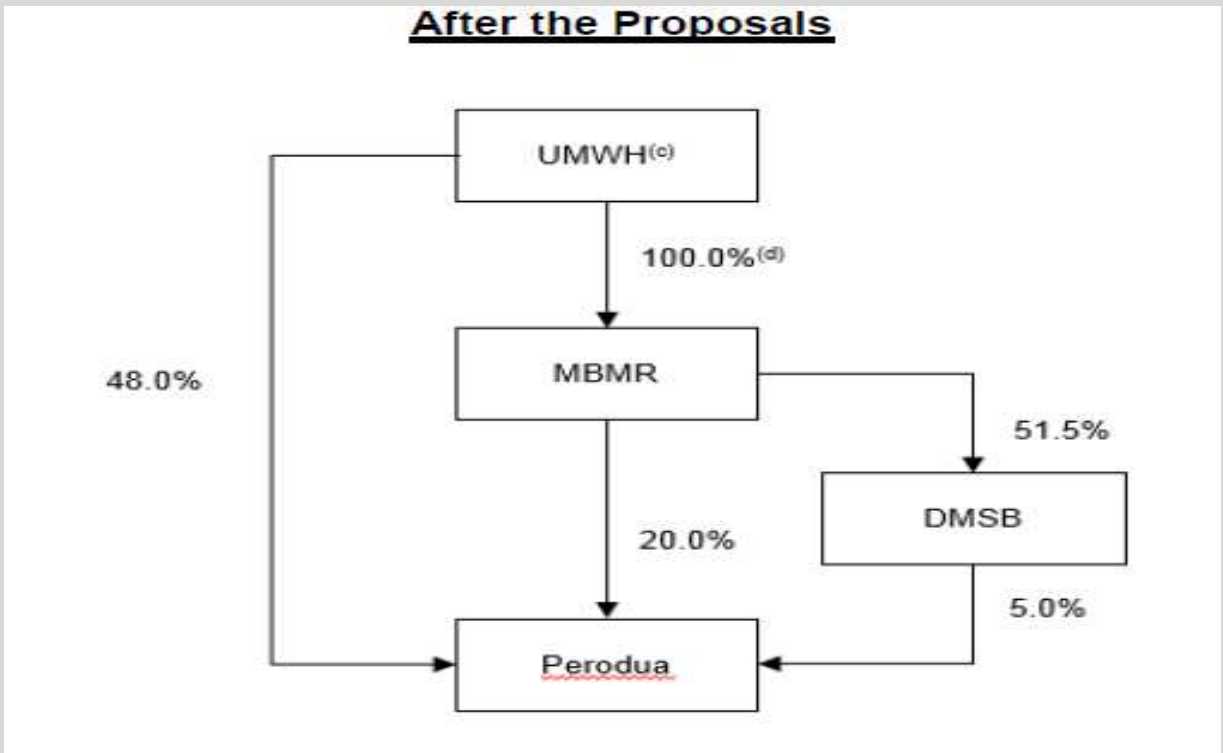 After the Proposals
UMWH(c)
100.0%(d)
MBMR
48.0%
51.5%
DMSB
20.0%
5.0%
Perodua